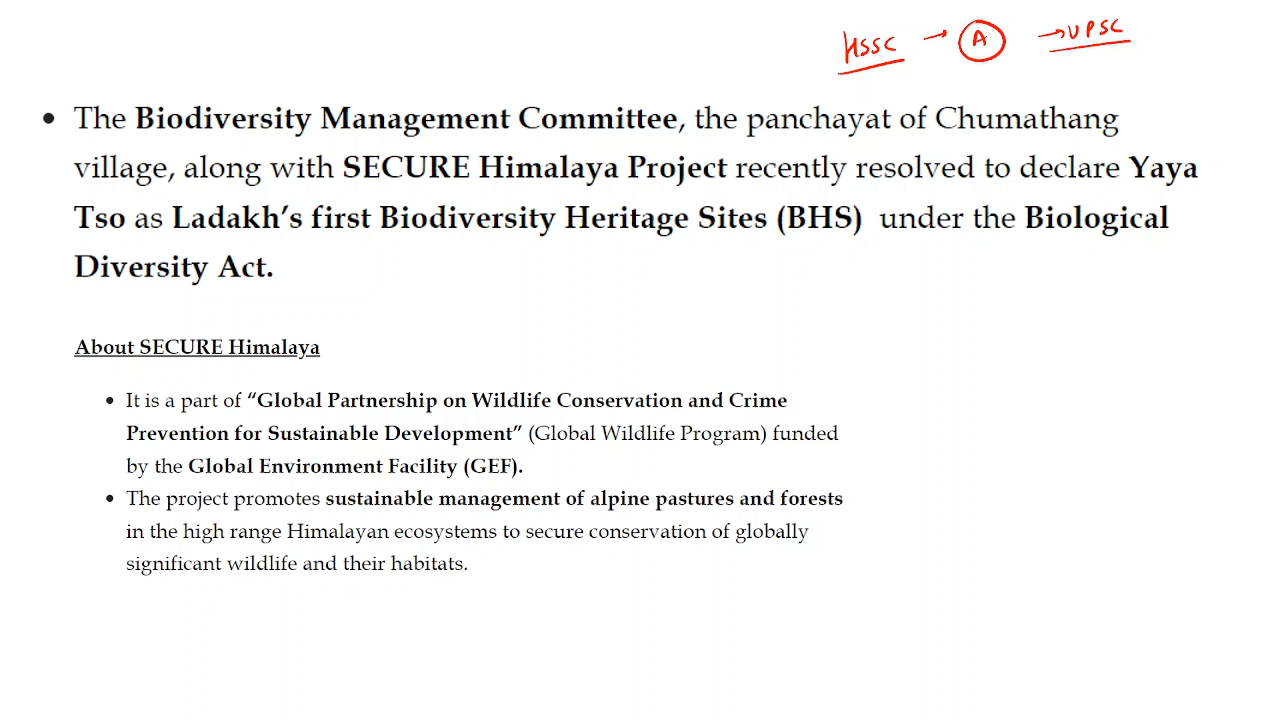 HSSC → A → UPSC
• The Biodiversity Management Committee, the panchayat of Chumathang
village, along with SECURE Himalaya Project recently resolved to declare Yaya
Tso as Ladakh's first Biodiversity Heritage Sites (BHS) under the Biological
Diversity Act.
About SECURE Himalaya
• It is a part of “Global Partnership on Wildlife Conservation and Crime
Prevention for Sustainable Development” (Global Wildlife Program) funded
by the Global Environment Facility (GEF).
• The project promotes sustainable management of alpine pastures and forests
in the high range Himalayan ecosystems to secure conservation of globally
significant wildlife and their habitats.